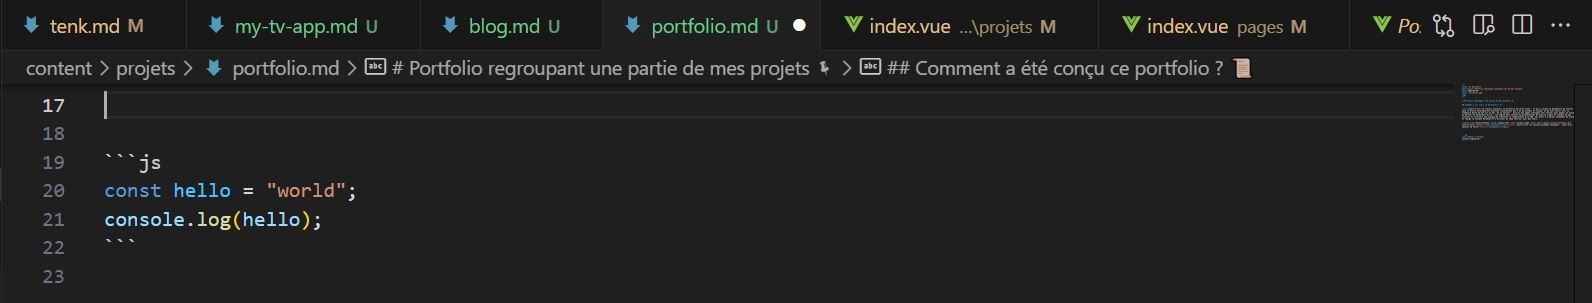 tenk.md M my-tv-app.md U blog.md U portfolio.md U index.vue ...\projets M index.vue pages M Po.
content > projets > portfolio.md > abc # Portfolio regroupant une partie de mes projets 📌 > abc ## Comment a été conçu ce portfolio ? 📜
17
18
19 ```js
20 const hello = "world";
21 console.log(hello);
22 ```
23